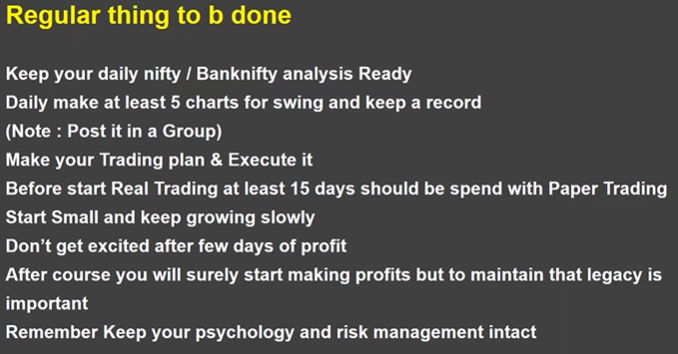 Regular thing to b done
Keep your daily nifty / Banknifty analysis Ready
Daily make at least 5 charts for swing and keep a record
(Note : Post it in a Group)
Make your Trading plan & Execute it
Before start Real Trading at least 15 days should be spend with Paper Trading
Start Small and keep growing slowly
Don’t get excited after few days of profit
After course you will surely start making profits but to maintain that legacy is
important
Remember Keep your psychology and risk management intact